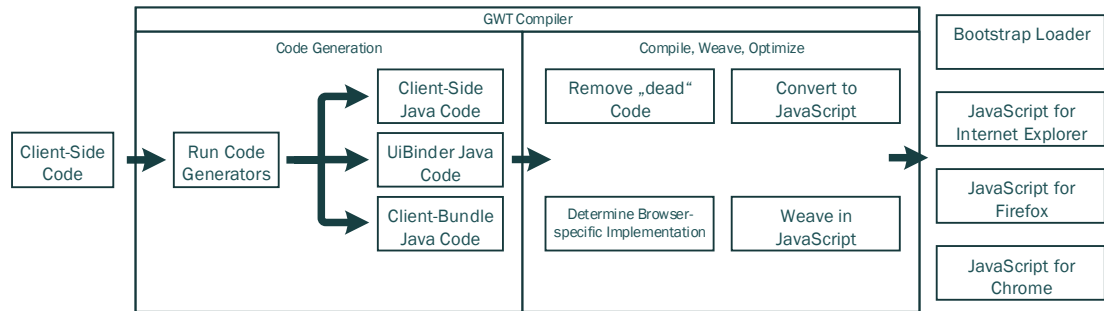 GWT Compiler
Code Generation
Compile, Weave, Optimize
Client-Side
Code
Run Code
Generators
Client-Side
Java Code
UiBinder Java
Code
Client-Bundle
Java Code
Remove „dead“
Code
Convert to
JavaScript
Determine Browser-
specific Implementation
Weave in
JavaScript
Bootstrap Loader
JavaScript for
Internet Explorer
JavaScript for
Firefox
JavaScript for
Chrome